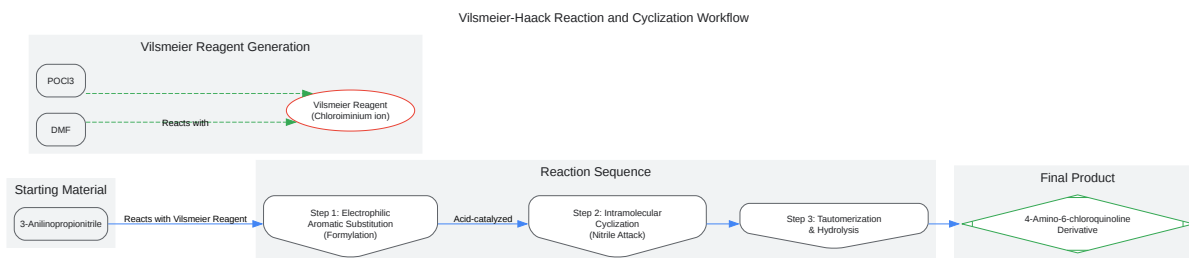 Vilsmeier-Haack Reaction and Cyclization Workflow
Vilsmeier Reagent Generation
POCl3
DMF
Reacts with
Vilsmeier Reagent
(Chloroiminium ion)
Starting Material
3-Anilinopropionitrile
Reacts with Vilsmeier Reagent
Reaction Sequence
Step 1: Electrophilic
Aromatic Substitution
(Formylation)
Acid-catalyzed
Step 2: Intramolecular
Cyclization
(Nitrile Attack)
Step 3: Tautomerization
& Hydrolysis
Final Product
4-Amino-6-chloroquinoline
Derivative